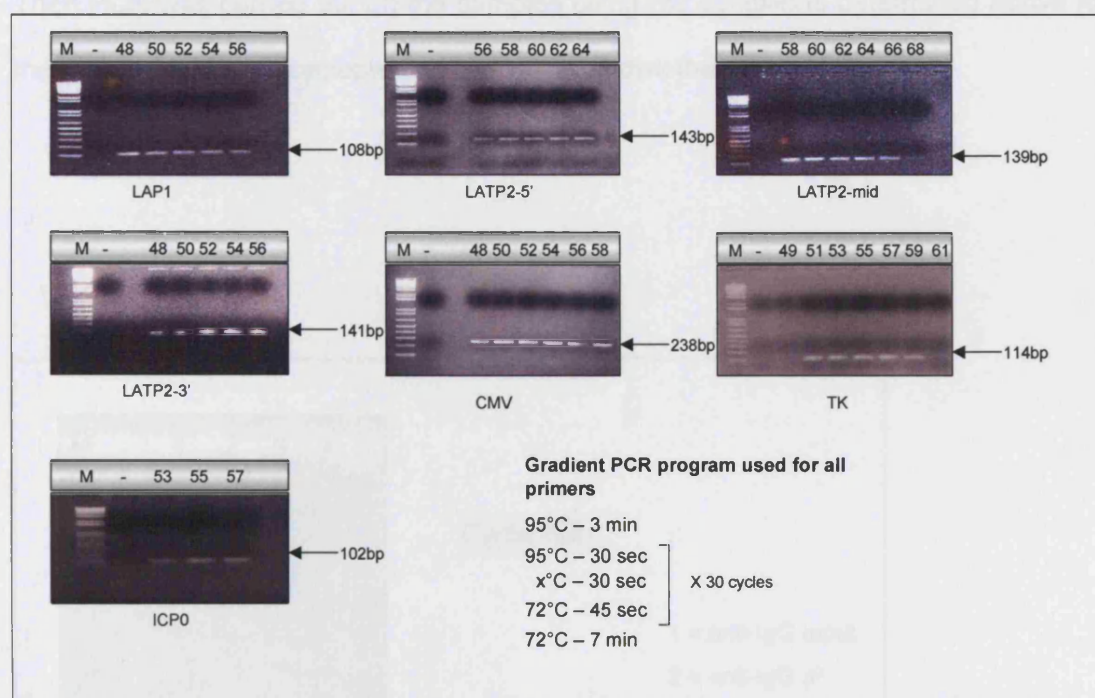 M - 48 50 52 54 56
108bp
LAP1
M - 56 58 60 62 64
143bp
LATP2-5'
M - 58 60 62 64 66 68
139bp
LATP2-mid
M - 48 50 52 54 56
141bp
LATP2-3'
M - 48 50 52 54 56 58
238bp
CMV
M - 49 51 53 55 57 59 61
114bp
TK
M - 53 55 57
102bp
ICP0
Gradient PCR program used for all
primers
95°C – 3 min
95°C – 30 sec
x°C – 30 sec
72°C – 45 sec
X 30 cycles
72°C – 7 min